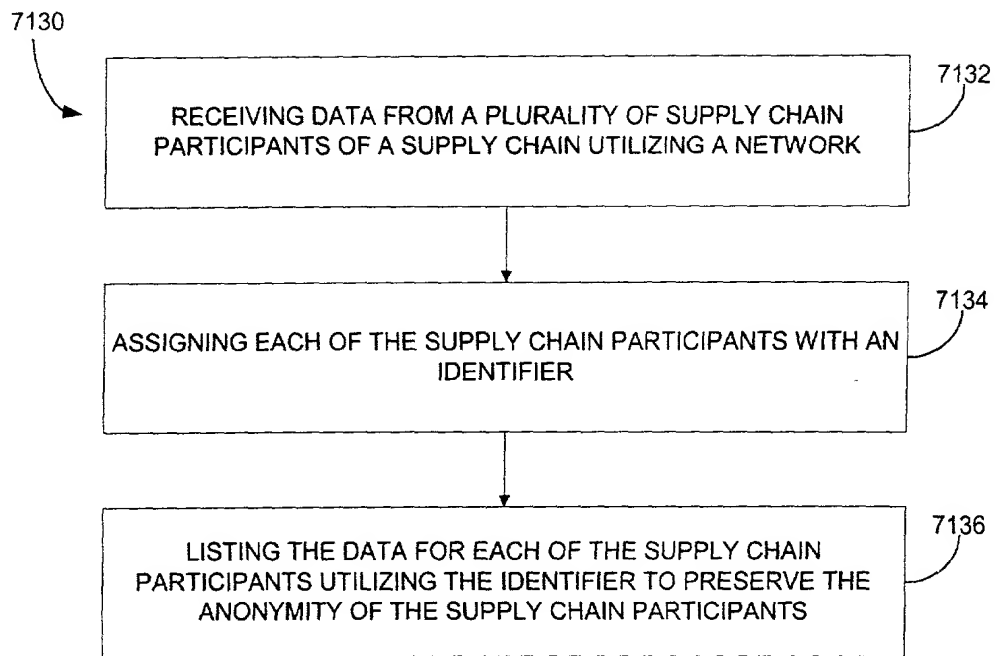 7130
7132
RECEIVING DATA FROM A PLURALITY OF SUPPLY CHAIN
PARTICIPANTS OF A SUPPLY CHAIN UTILIZING A NETWORK
7134
ASSIGNING EACH OF THE SUPPLY CHAIN PARTICIPANTS WITH AN
IDENTIFIER
7136
LISTING THE DATA FOR EACH OF THE SUPPLY CHAIN
PARTICIPANTS UTILIZING THE IDENTIFIER TO PRESERVE THE
ANONYMITY OF THE SUPPLY CHAIN PARTICIPANTS